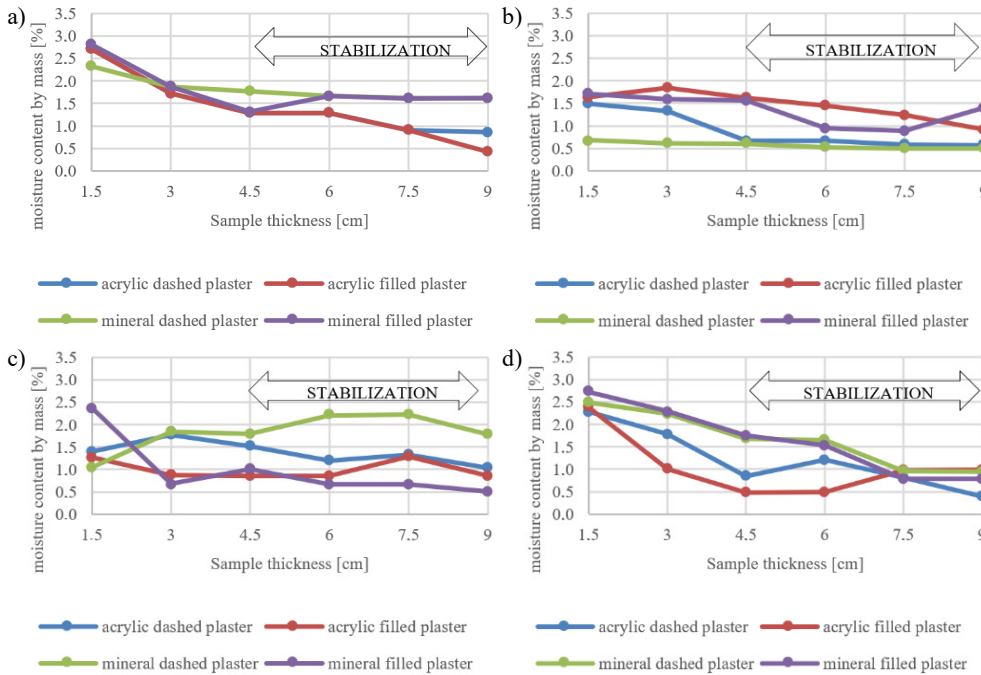 a)
moisture content by mass [%]
3.5
3.0
2.5
2.0
1.5
1.0
0.5
0.0
STABILIZATION
1.5 3 4.5 6 7.5 9
Sample thickness [cm]
acrylic dashed plaster acrylic filled plaster
mineral dashed plaster mineral filled plaster
b)
moisture content by mass [%]
3.5
3.0
2.5
2.0
1.5
1.0
0.5
0.0
STABILIZATION
1.5 3 4.5 6 7.5 9
Sample thickness [cm]
acrylic dashed plaster acrylic filled plaster
mineral dashed plaster mineral filled plaster
c)
moisture content by mass [%]
3.5
3.0
2.5
2.0
1.5
1.0
0.5
0.0
STABILIZATION
1.5 3 4.5 6 7.5 9
Sample thickness [cm]
acrylic dashed plaster acrylic filled plaster
mineral dashed plaster mineral filled plaster
d)
moisture content by mass [%]
3.5
3.0
2.5
2.0
1.5
1.0
0.5
0.0
STABILIZATION
1.5 3 4.5 6 7.5 9
Sample thickness [cm]
acrylic dashed plaster acrylic filled plaster
mineral dashed plaster mineral filled plaster